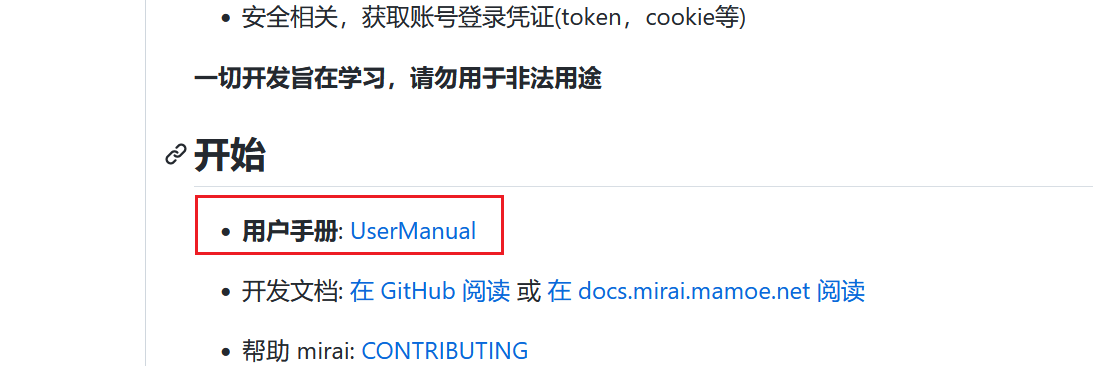 安全相关，获取账号登录凭证(token，cookie等)
一切开发旨在学习，请勿用于非法用途
开始
用户手册: UserManual
开发文档: 在 GitHub 阅读 或 在 docs.mirai.mamoe.net 阅读
帮助 mirai: CONTRIBUTING